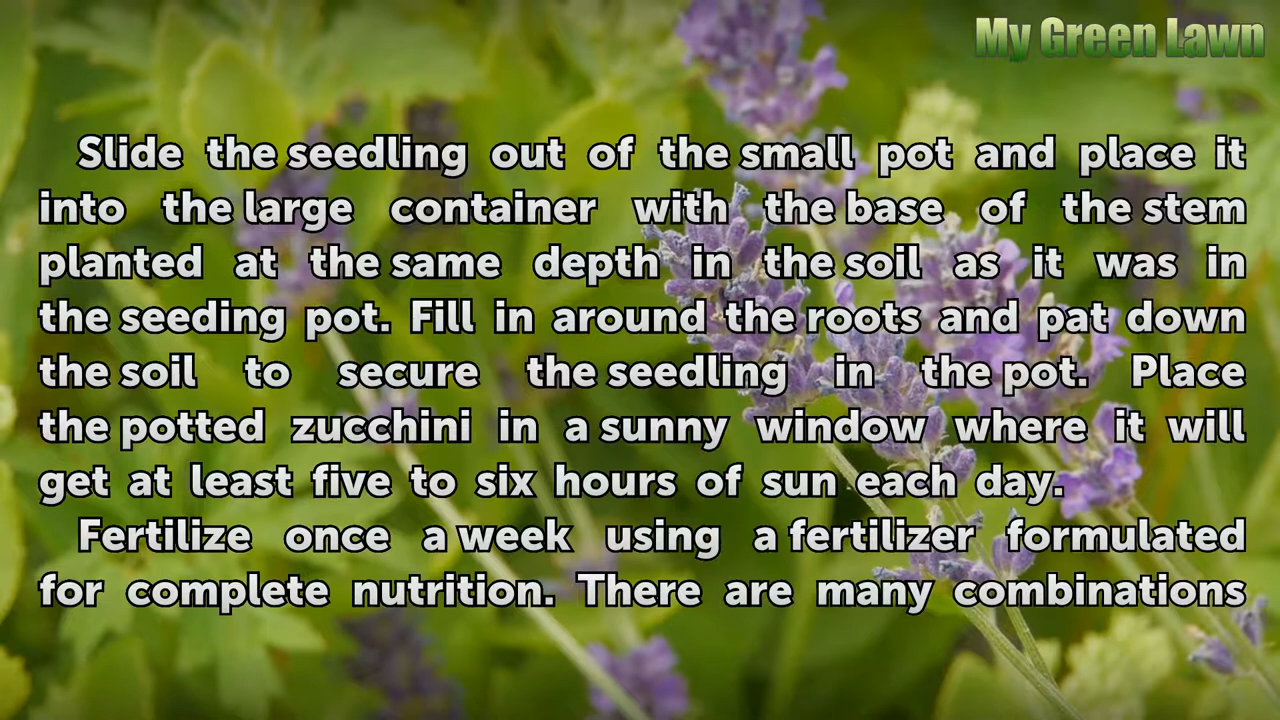 My Green Lawn
Slide the seedling out of the small pot and place it
into the large container with the base of the stem
planted at the same depth in the soil as it was in
the seeding pot. Fill in around the roots and pat down
the soil to secure the seedling in the pot. Place
the potted zucchini in a sunny window where it will
get at least five to six hours of sun each day.
Fertilize once a week using a fertilizer formulated
for complete nutrition. There are many combinations